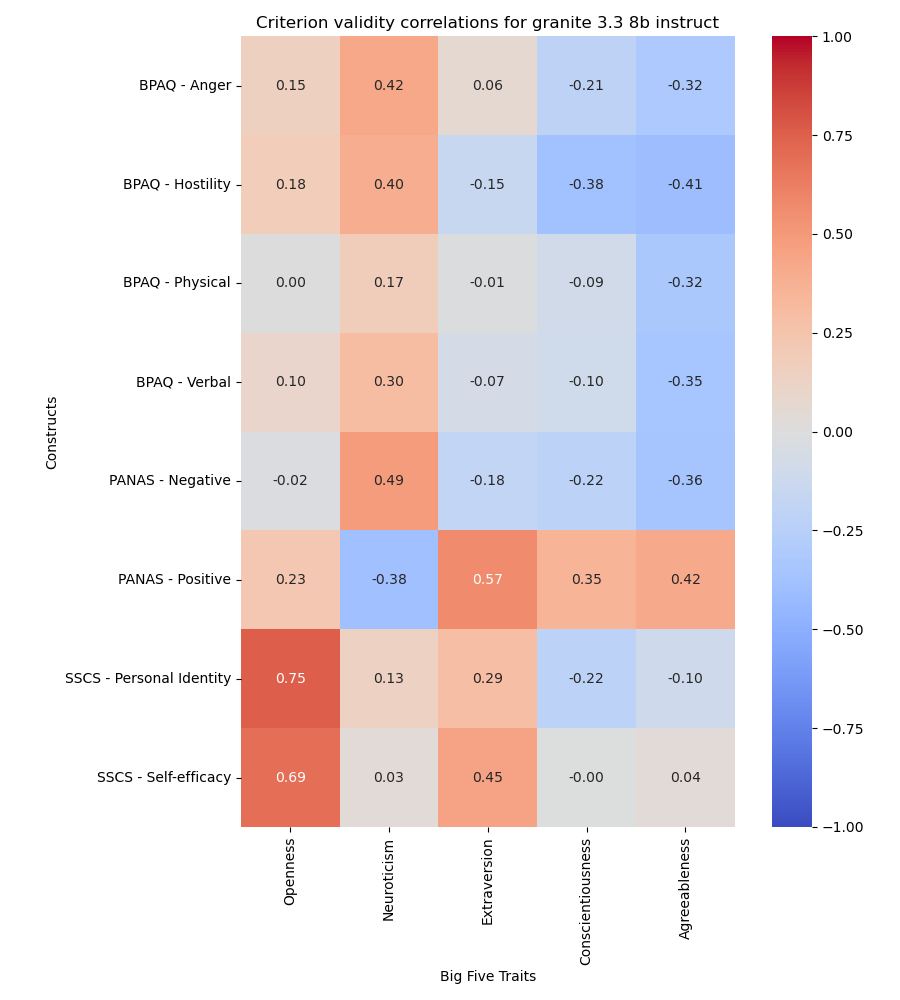 Criterion validity correlations for granite 3.3 8b instruct
Constructs
BPAQ - Anger 0.15 0.42 0.06 -0.21 -0.32
BPAQ - Hostility 0.18 0.40 -0.15 -0.38 -0.41
BPAQ - Physical 0.00 0.17 -0.01 -0.09 -0.32
BPAQ - Verbal 0.10 0.30 -0.07 -0.10 -0.35
PANAS - Negative -0.02 0.49 -0.18 -0.22 -0.36
PANAS - Positive 0.23 -0.38 0.57 0.35 0.42
SSCS - Personal Identity 0.75 0.13 0.29 -0.22 -0.10
SSCS - Self-efficacy 0.69 0.03 0.45 -0.00 0.04
Openness
Neuroticism
Extraversion
Conscientiousness
Agreeableness
Big Five Traits
1.00
0.75
0.50
0.25
0.00
−0.25
−0.50
−0.75
−1.00